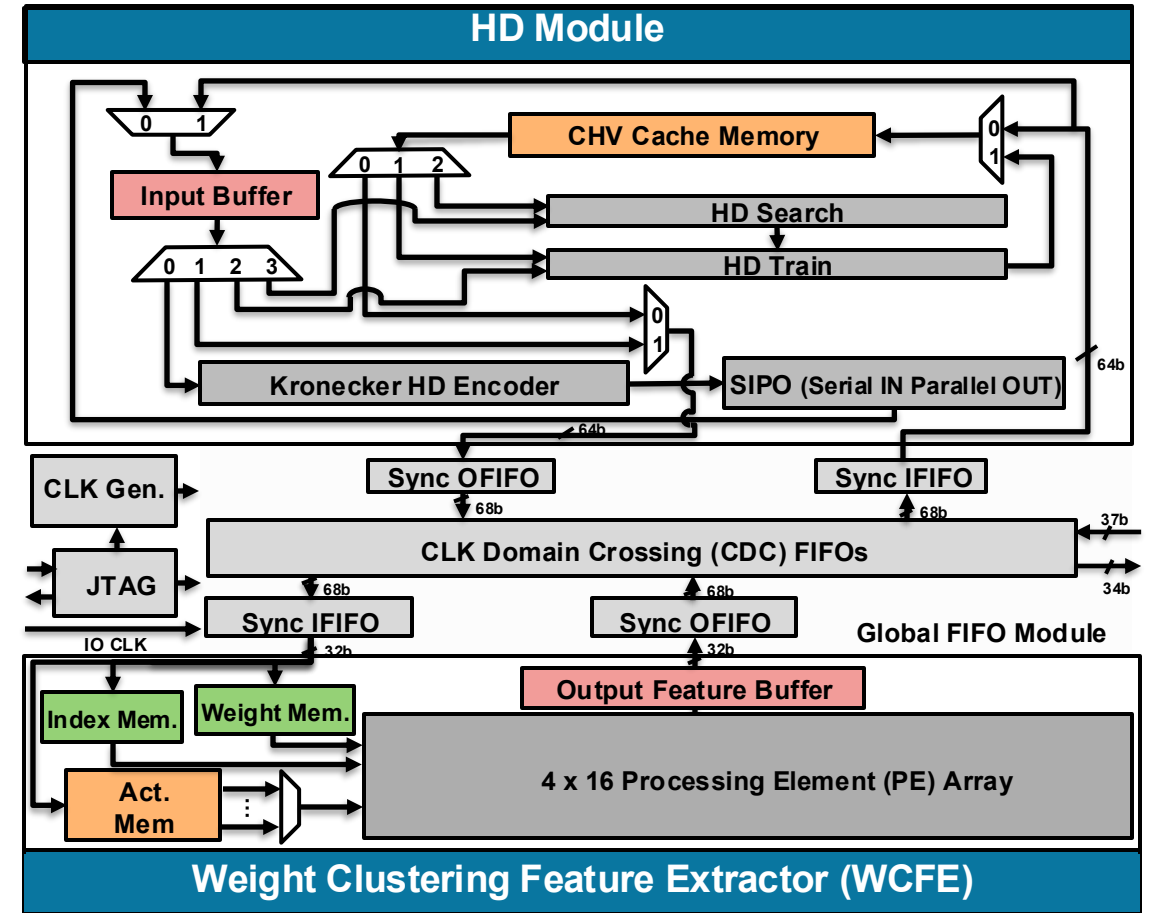 HD Module
0 1
CHV Cache Memory
0
1
0 1 2
Input Buffer
HD Search
HD Train
0 1 2 3
0
1
Kronecker HD Encoder
SIPO (Serial IN Parallel OUT)
64b
64b
Sync OFIFO
Sync IFIFO
CLK Gen.
68b
68b
37b
CLK Domain Crossing (CDC) FIFOs
JTAG
34b
68b
68b
Sync IFIFO
Sync OFIFO
Global FIFO Module
IO CLK
32b
32b
Output Feature Buffer
Index Mem.
Weight Mem.
4 x 16 Processing Element (PE) Array
Act.
Mem
⋮
Weight Clustering Feature Extractor (WCFE)